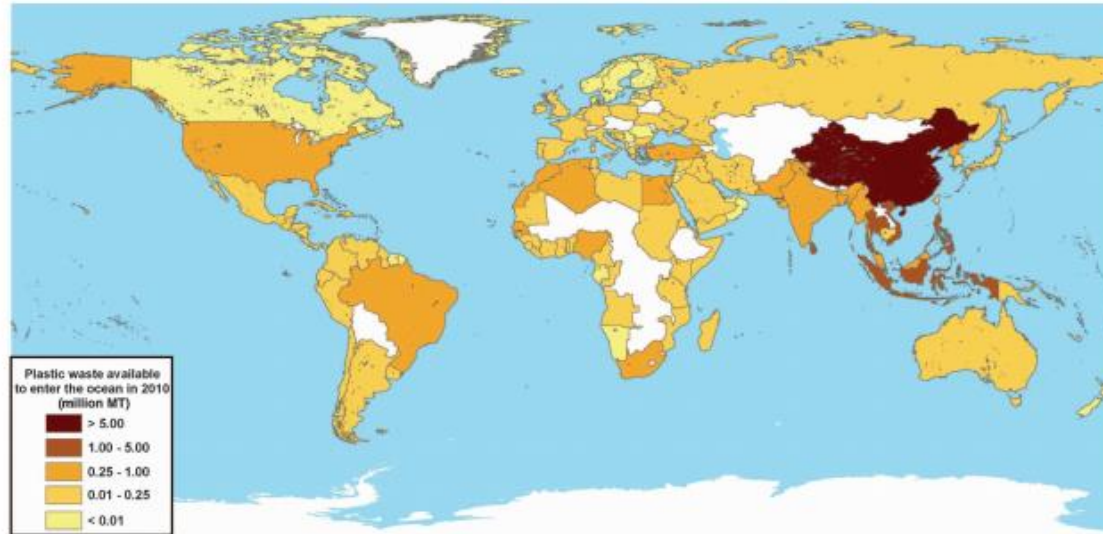 Plastic waste available
to enter the ocean in 2010
(million MT)
> 5.00
1.00 - 5.00
0.25 - 1.00
0.01 - 0.25
< 0.01